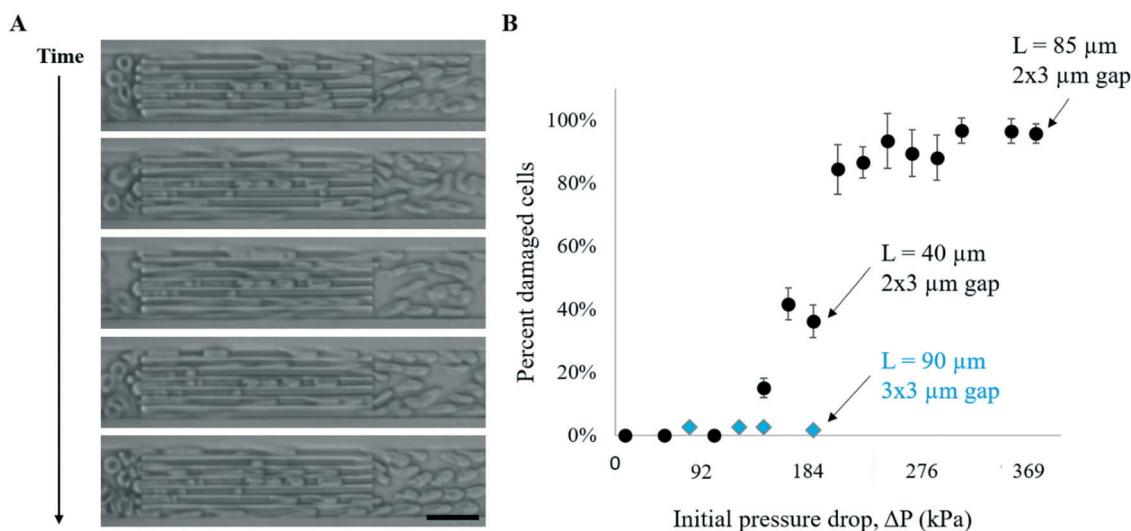 A
Time
B
L = 85 µm
2x3 µm gap
100%
80%
60%
40%
20%
0%
Percent damaged cells
L = 40 µm
2x3 µm gap
L = 90 µm
3x3 µm gap
0
92
184
276
369
Initial pressure drop, ΔP (kPa)